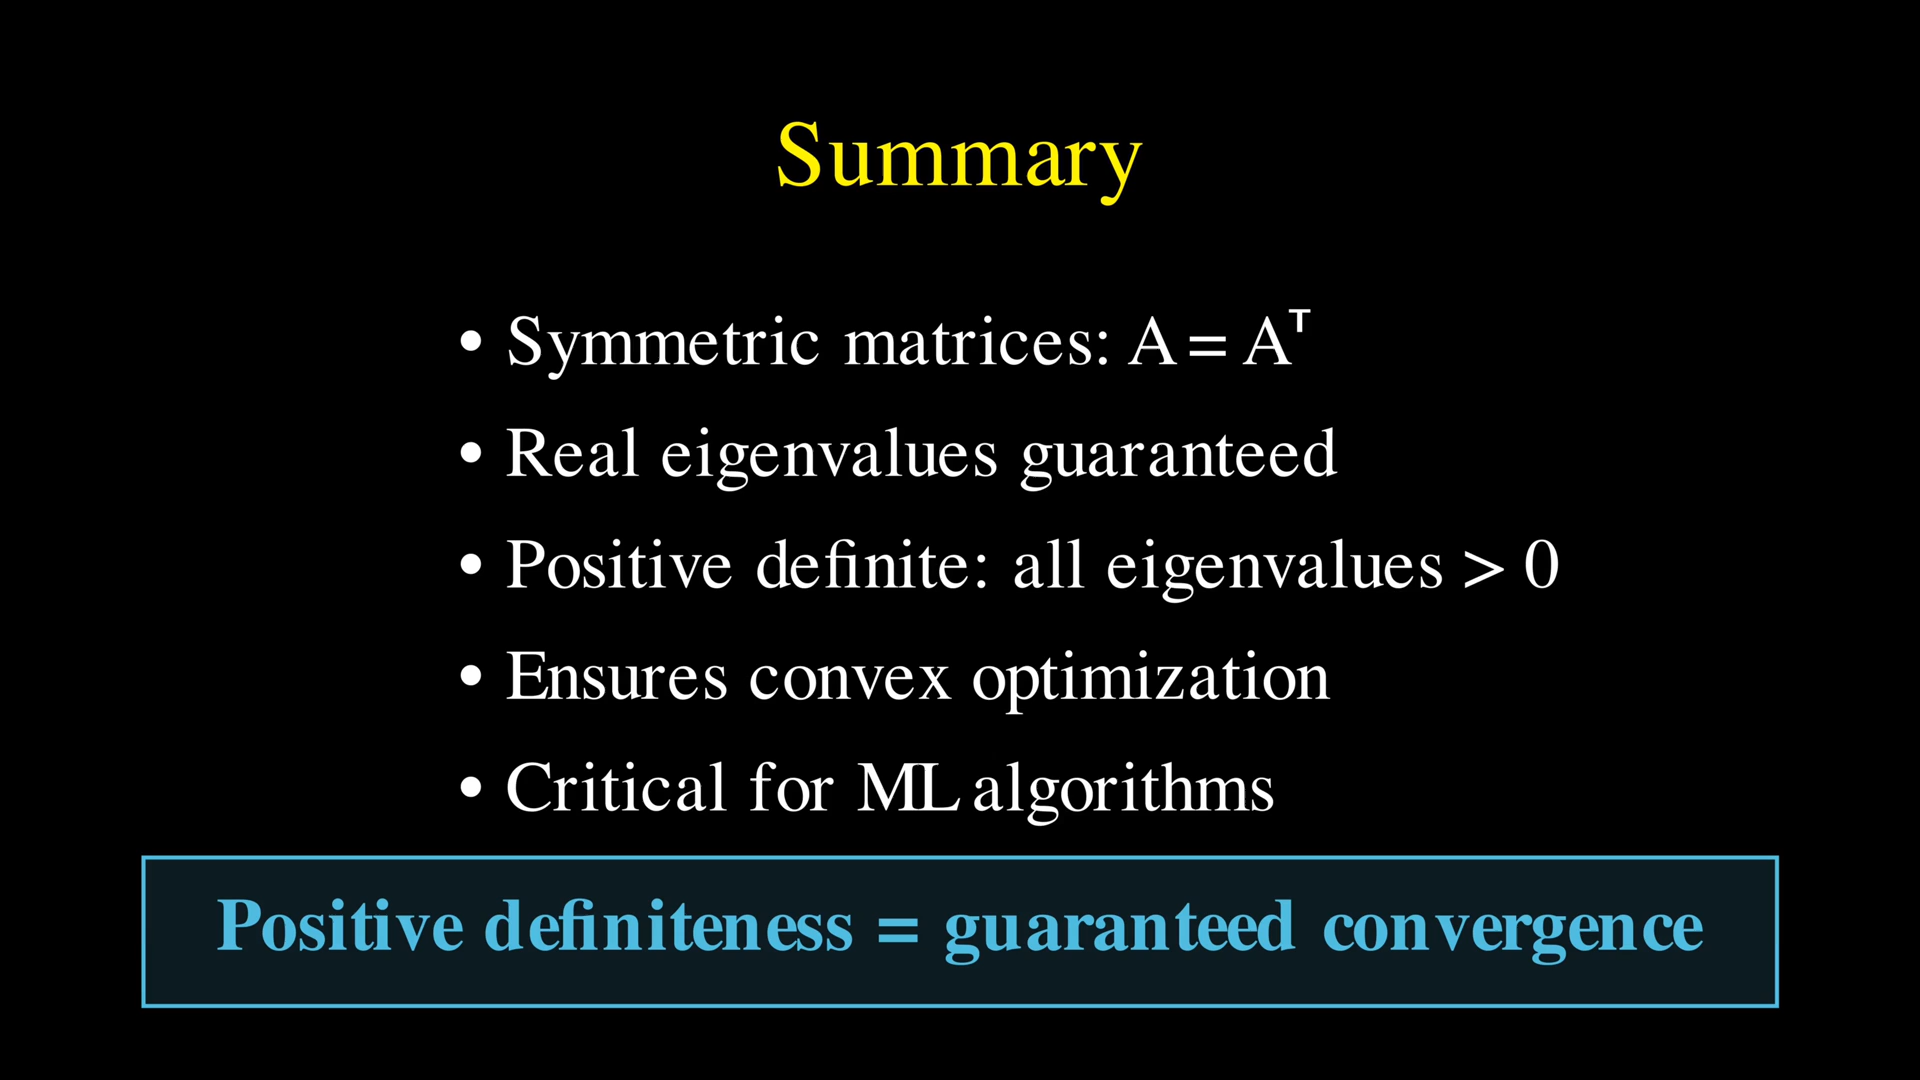 Summary
• Symmetric matrices: A = Aᵀ
• Real eigenvalues guaranteed
• Positive definite: all eigenvalues > 0
• Ensures convex optimization
• Critical for ML algorithms
Positive definiteness = guaranteed convergence